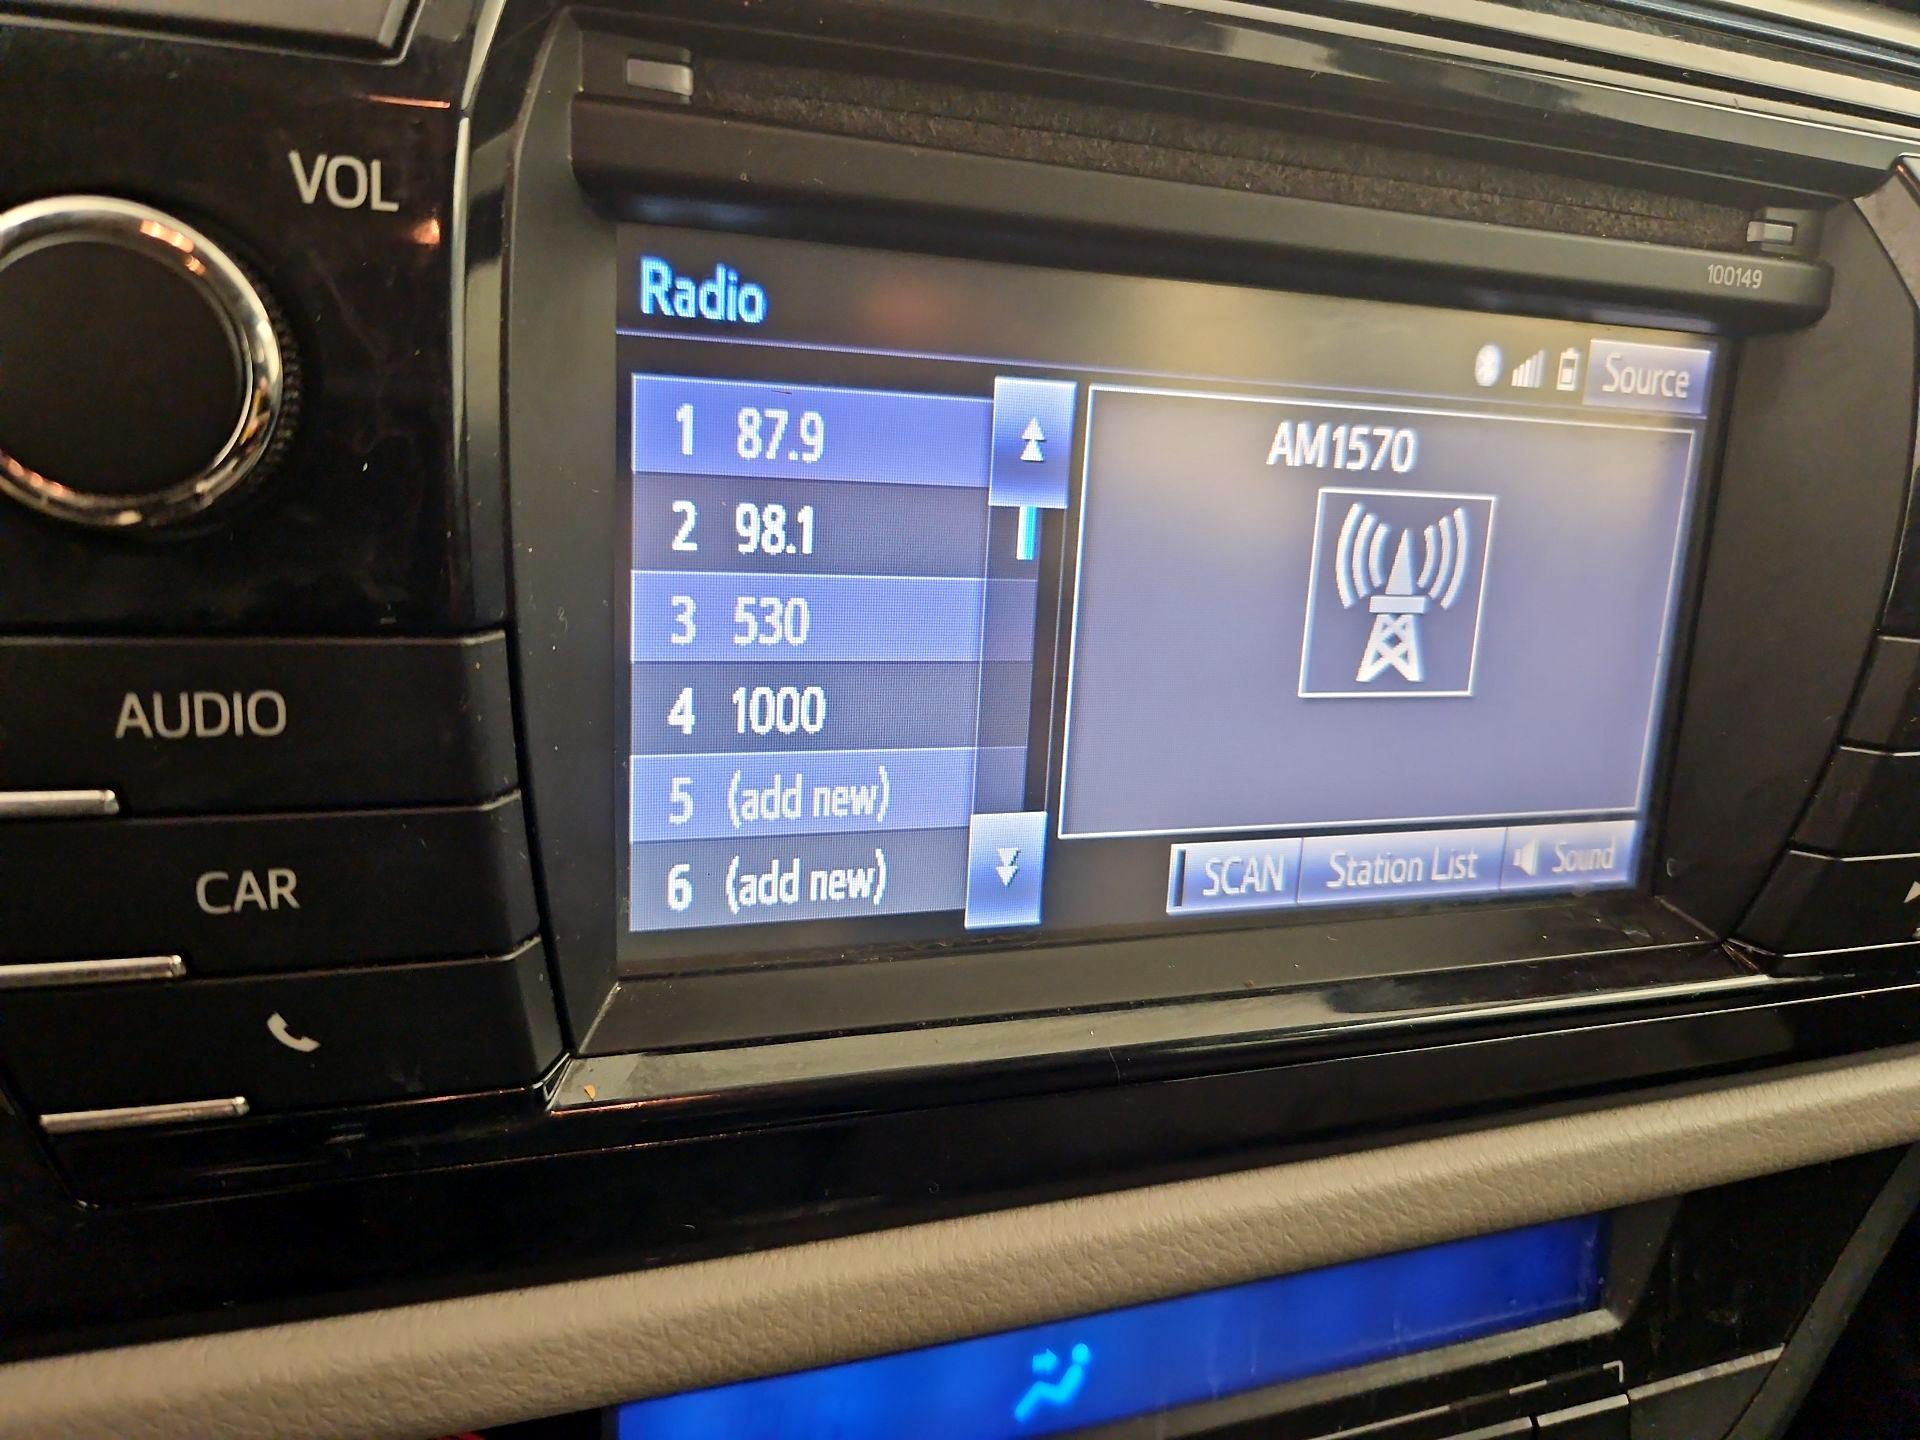 VOL
100149
Radio
Source
1 87.9
2 98.1
3 530
4 1000
5 (add new)
6 (add new)
AM1570
SCAN
Station List
Sound
AUDIO
CAR